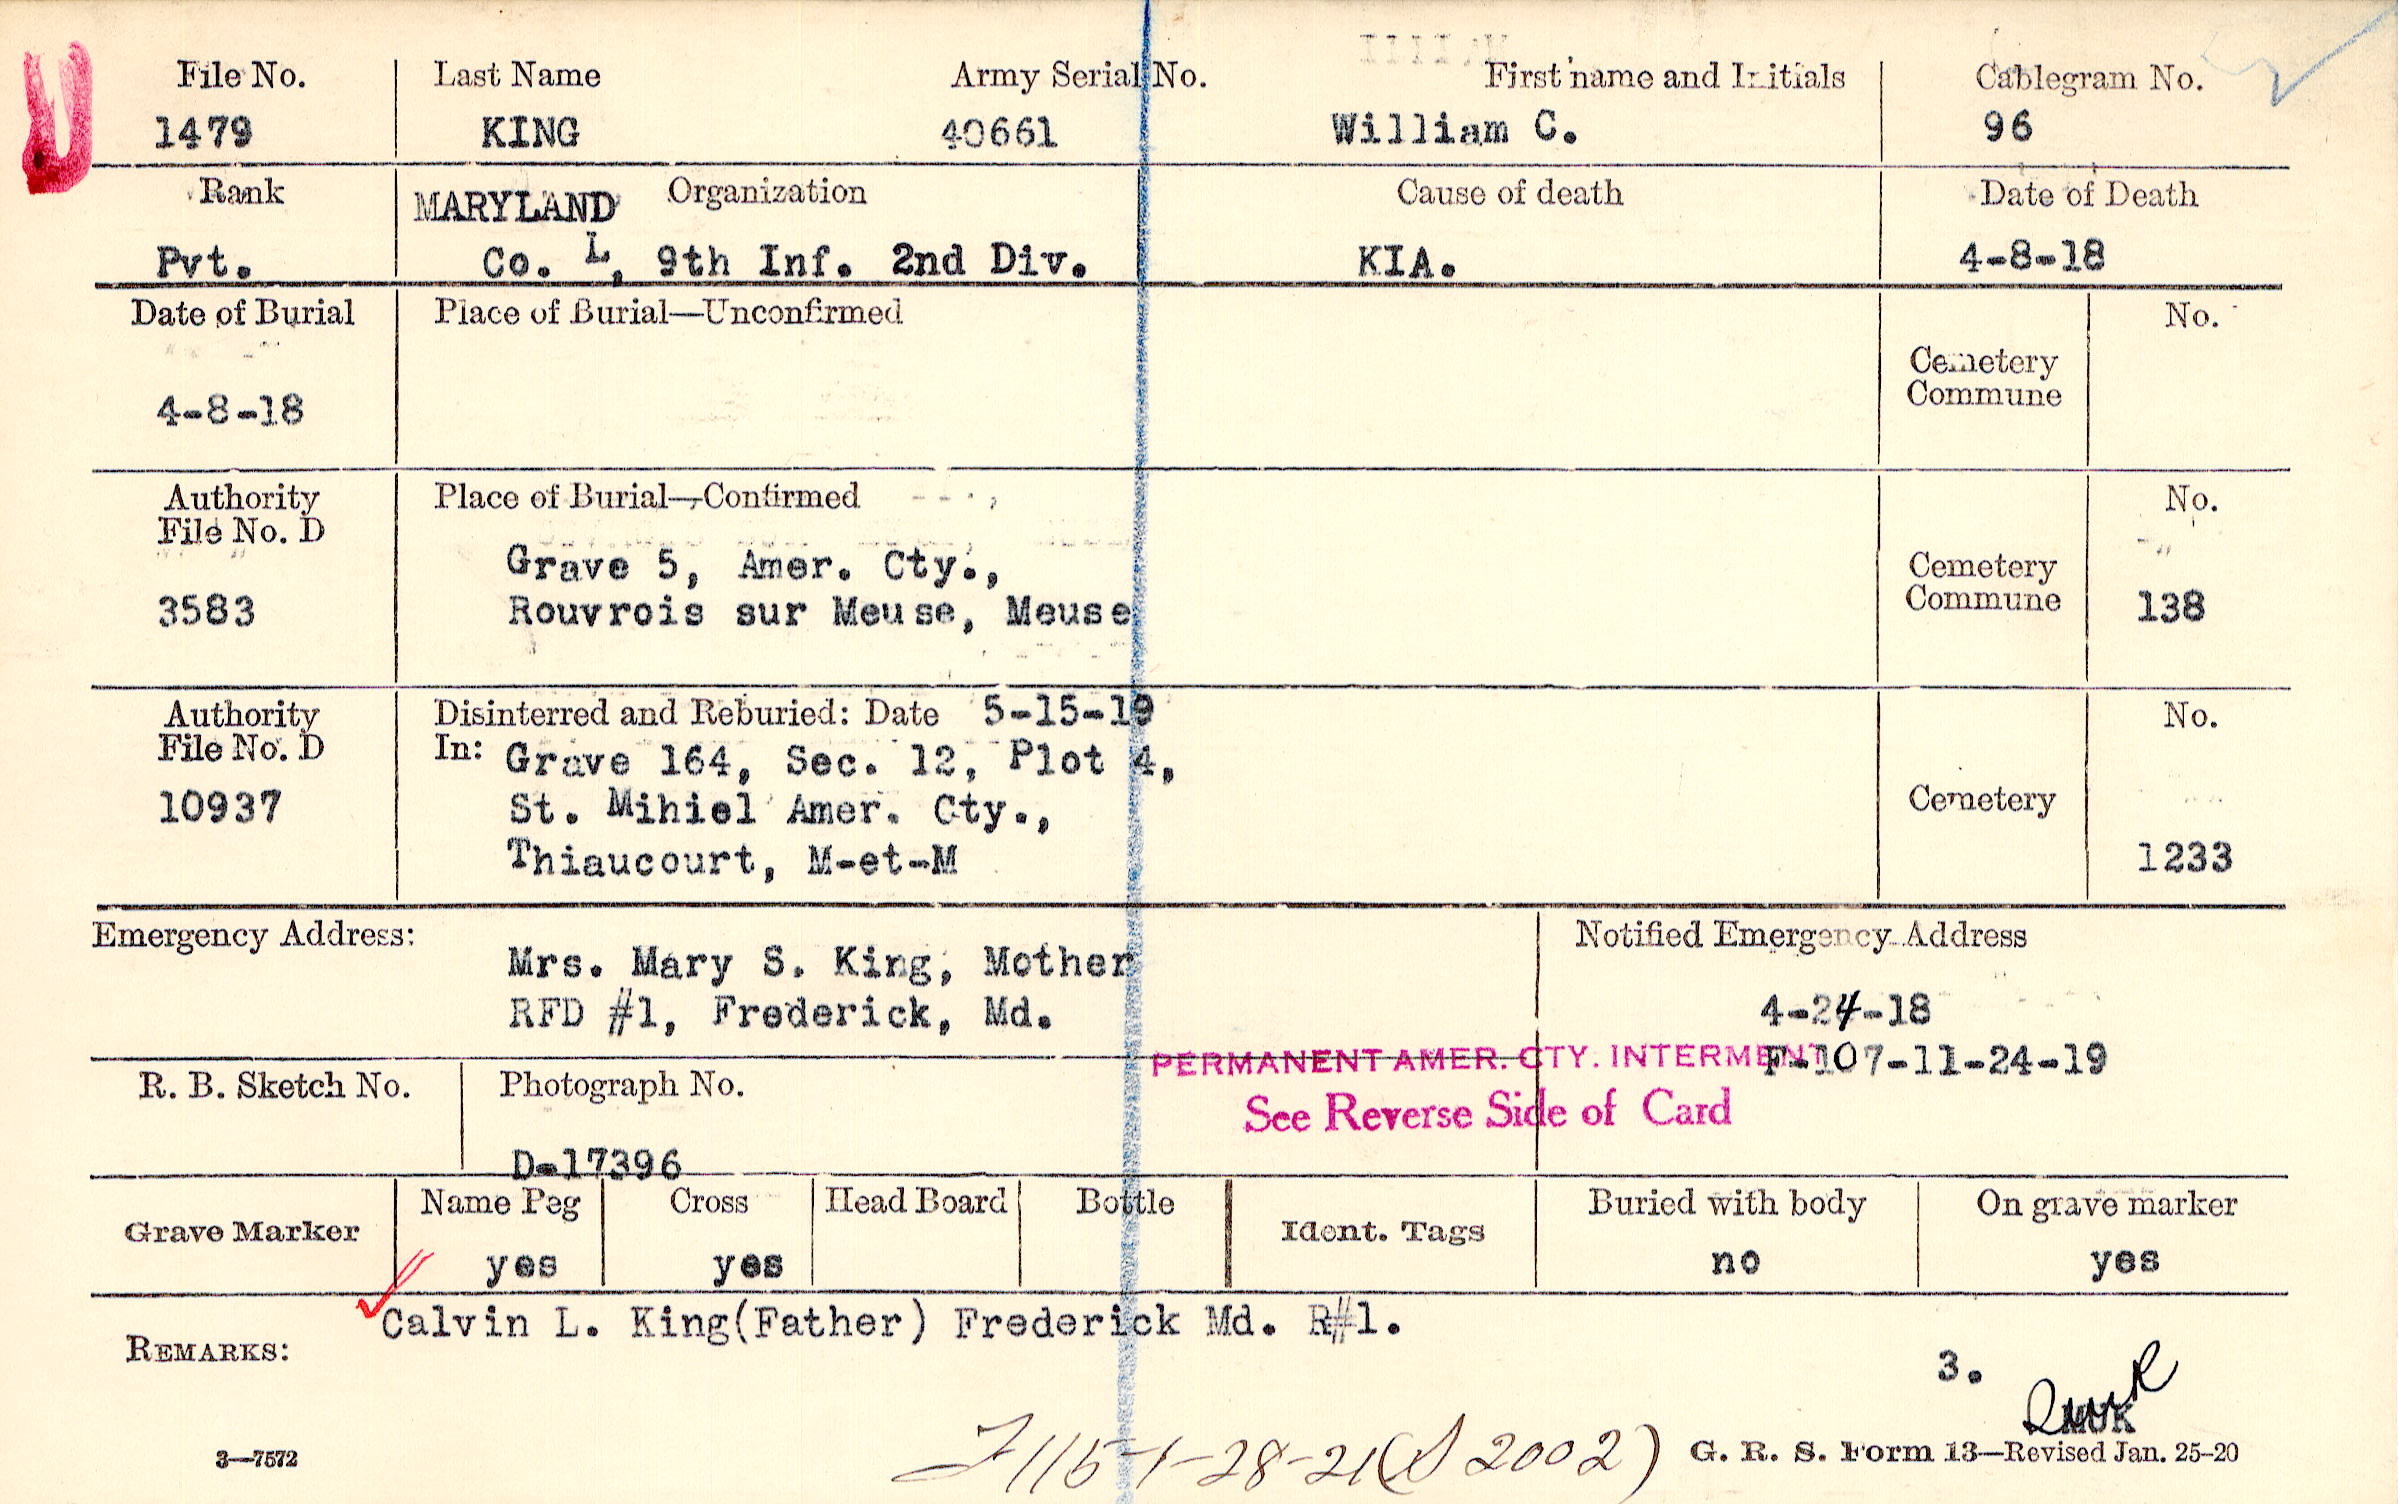 File No. Last Name Army Serial No. First name and Initials Cablegram No.
1479 KING 40661 William C. 96
Rank MARYLAND Organization Cause of death Date of Death
Pvt. Co. L, 9th Inf. 2nd Div. KIA. 4-8-18
Date of Burial Place of Burial—Unconfirmed No.
Cemetery
Commune
4-8-18
Authority Place of Burial—Confirmed No.
File No. D
Grave 5, Amer. Cty., Cemetery
3583 Rouvrois sur Meuse, Meuse Commune 138
Authority Disinterred and Reburied: Date 5-15-19 No.
File No. D In: Grave 164, Sec. 12, Plot 4,
10937 St. Mihiel Amer. Cty., Cemetery
Thiaucourt, M-et-M 1233
Emergency Address: Notified Emergency Address
Mrs. Mary S. King, Mother
RFD #1, Frederick, Md. 4-24-18
PERMANENT AMER. CTY. INTERMENT F-107-11-24-19
R. B. Sketch No. Photograph No. See Reverse Side of Card
D-17396
Grave Marker Name Peg Cross Head Board Bottle Ident. Tags Buried with body On grave marker
yes yes no yes
Calvin L. King(Father) Frederick Md. R#1.
REMARKS:
3.
3—7572 G. R. S. Form 13—Revised Jan. 25-20